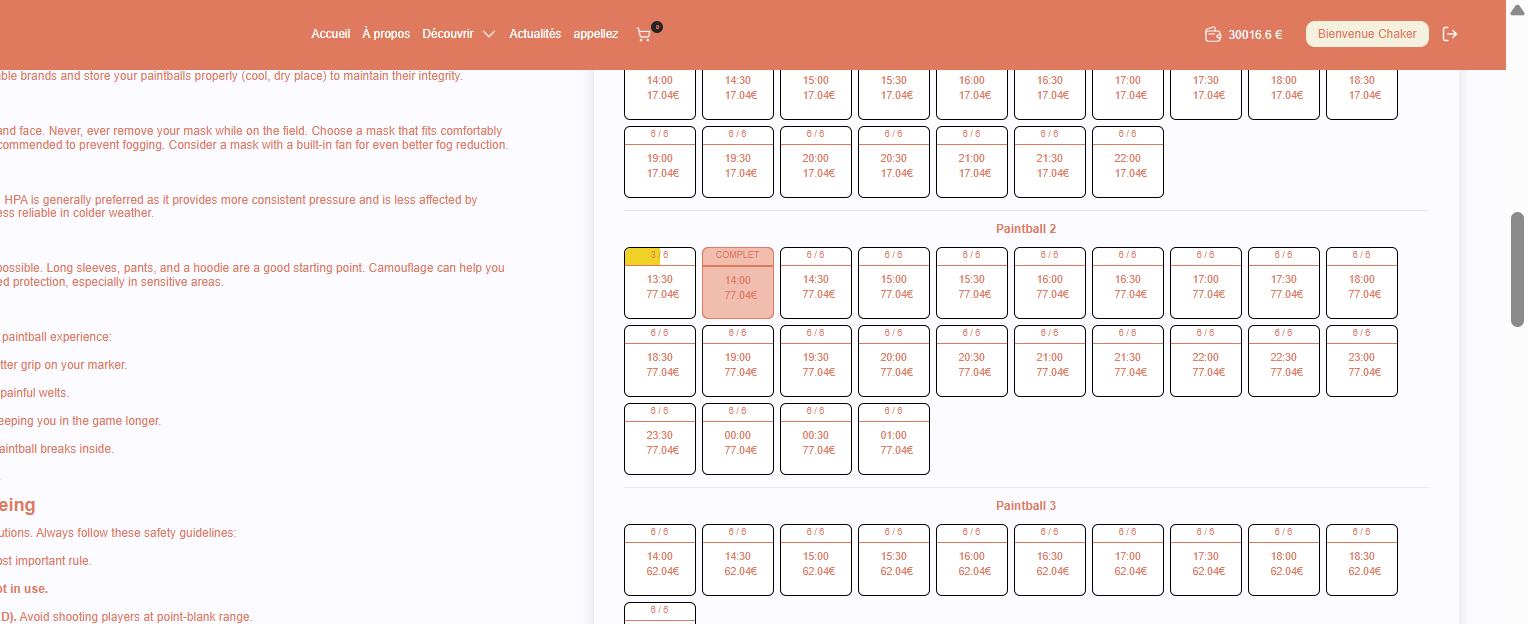 Accueil À propos Découvrir Actualités appellez 0 30016.6 € Bienvenue Chaker
ble brands and store your paintballs properly (cool, dry place) to maintain their integrity.
and face. Never, ever remove your mask while on the field. Choose a mask that fits comfortably
commended to prevent fogging. Consider a mask with a built-in fan for even better fog reduction.
HPA is generally preferred as it provides more consistent pressure and is less affected by
ess reliable in colder weather.
possible. Long sleeves, pants, and a hoodie are a good starting point. Camouflage can help you
ed protection, especially in sensitive areas.
paintball experience:
tter grip on your marker.
painful welts.
eeping you in the game longer.
aintball breaks inside.
.
eing
utions. Always follow these safety guidelines:
ost important rule.
ot in use.
D). Avoid shooting players at point-blank range.
14:00 14:30 15:00 15:30 16:00 16:30 17:00 17:30 18:00 18:30
17.04€ 17.04€ 17.04€ 17.04€ 17.04€ 17.04€ 17.04€ 17.04€ 17.04€ 17.04€
6 / 6 6 / 6 6 / 6 6 / 6 6 / 6 6 / 6 6 / 6
19:00 19:30 20:00 20:30 21:00 21:30 22:00
17.04€ 17.04€ 17.04€ 17.04€ 17.04€ 17.04€ 17.04€
Paintball 2
3 / 6 COMPLET 6 / 6 6 / 6 6 / 6 6 / 6 6 / 6 6 / 6 6 / 6 6 / 6
13:30 14:00 14:30 15:00 15:30 16:00 16:30 17:00 17:30 18:00
77.04€ 77.04€ 77.04€ 77.04€ 77.04€ 77.04€ 77.04€ 77.04€ 77.04€ 77.04€
6 / 6 6 / 6 6 / 6 6 / 6 6 / 6 6 / 6 6 / 6 6 / 6 6 / 6 6 / 6
18:30 19:00 19:30 20:00 20:30 21:00 21:30 22:00 22:30 23:00
77.04€ 77.04€ 77.04€ 77.04€ 77.04€ 77.04€ 77.04€ 77.04€ 77.04€ 77.04€
6 / 6 6 / 6 6 / 6 6 / 6
23:30 00:00 00:30 01:00
77.04€ 77.04€ 77.04€ 77.04€
Paintball 3
6 / 6 6 / 6 6 / 6 6 / 6 6 / 6 6 / 6 6 / 6 6 / 6 6 / 6 6 / 6
14:00 14:30 15:00 15:30 16:00 16:30 17:00 17:30 18:00 18:30
62.04€ 62.04€ 62.04€ 62.04€ 62.04€ 62.04€ 62.04€ 62.04€ 62.04€ 62.04€
6 / 6